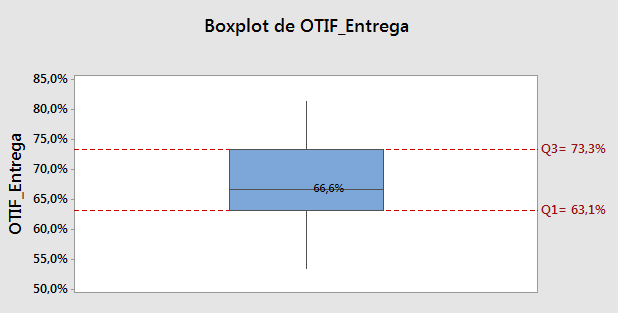 Boxplot de OTIF_Entrega
85,0%
80,0%
75,0%
70,0%
65,0%
60,0%
55,0%
50,0%
OTIF_Entrega
66,6%
Q3= 73,3%
Q1= 63,1%